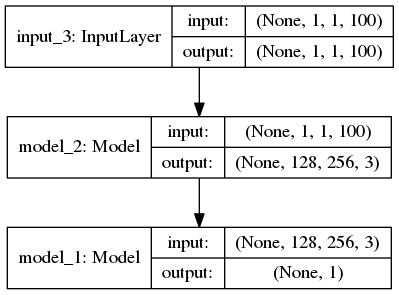 input_3: InputLayer
input: (None, 1, 1, 100)
output: (None, 1, 1, 100)
model_2: Model
input: (None, 1, 1, 100)
output: (None, 128, 256, 3)
model_1: Model
input: (None, 128, 256, 3)
output: (None, 1)